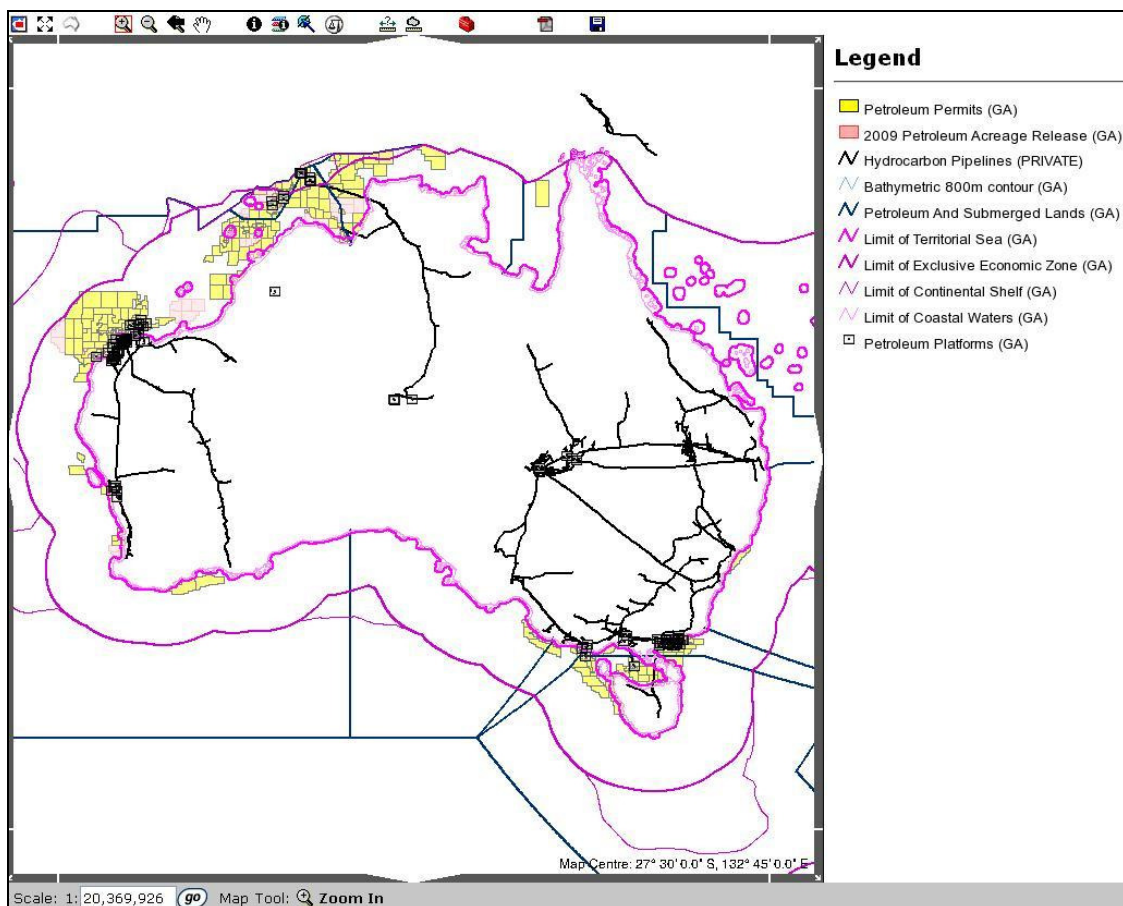 Legend
Petroleum Permits (GA)
2009 Petroleum Acreage Release (GA)
Hydrocarbon Pipelines (PRIVATE)
Bathymetric 800m contour (GA)
Petroleum And Submerged Lands (GA)
Limit of Territorial Sea (GA)
Limit of Exclusive Economic Zone (GA)
Limit of Continental Shelf (GA)
Limit of Coastal Waters (GA)
Petroleum Platforms (GA)
Map Centre: 27° 30' 0.0" S, 132° 45' 0.0" E
Scale: 1: 20,369,926 go Map Tool: Zoom In